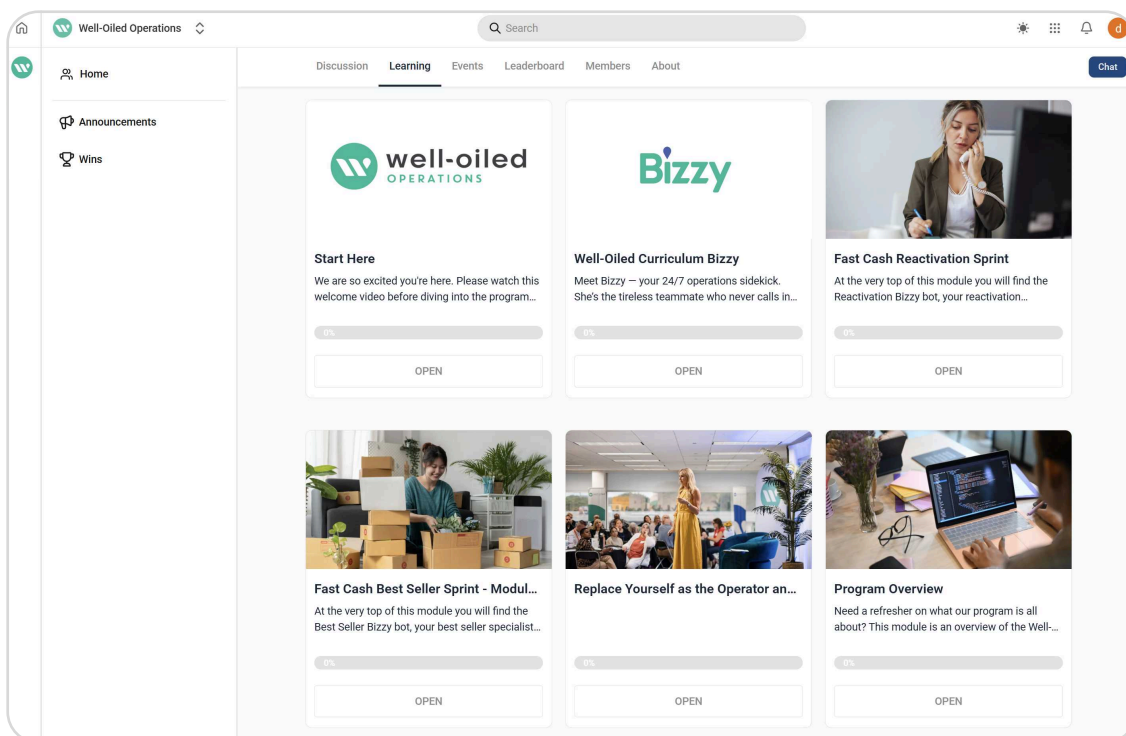 Well-Oiled Operations
Search
d
Home
Announcements
Wins
Discussion Learning Events Leaderboard Members About
Chat
well-oiled
OPERATIONS
Start Here
We are so excited you're here. Please watch this
welcome video before diving into the program...
0%
OPEN
Bizzy
Well-Oiled Curriculum Bizzy
Meet Bizzy — your 24/7 operations sidekick.
She's the tireless teammate who never calls in...
0%
OPEN
Fast Cash Reactivation Sprint
At the very top of this module you will find the
Reactivation Bizzy bot, your reactivation...
0%
OPEN
Fast Cash Best Seller Sprint - Modul...
At the very top of this module you will find the
Best Seller Bizzy bot, your best seller specialist...
0%
OPEN
Replace Yourself as the Operator an...
0%
OPEN
Program Overview
Need a refresher on what our program is all
about? This module is an overview of the Well-...
0%
OPEN